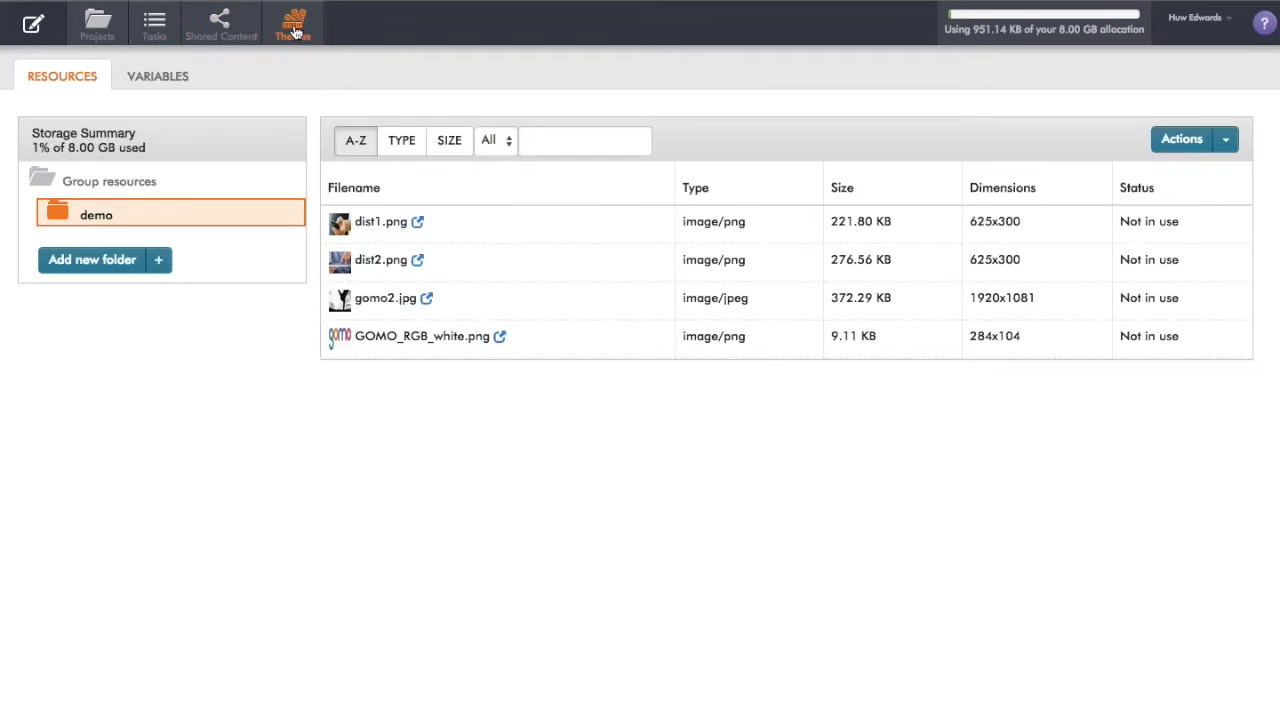 Projects
Tasks
Shared Content
Using 951.14 KB of your 8.00 GB allocation
Huw Edwards
?
RESOURCES
VARIABLES
Storage Summary
1% of 8.00 GB used
Group resources
demo
Add new folder +
A-Z TYPE SIZE All
Actions
Filename Type Size Dimensions Status
dist1.png image/png 221.80 KB 625x300 Not in use
dist2.png image/png 276.56 KB 625x300 Not in use
gomo2.jpg image/jpeg 372.29 KB 1920x1081 Not in use
gomo GOMO_RGB_white.png image/png 9.11 KB 284x104 Not in use